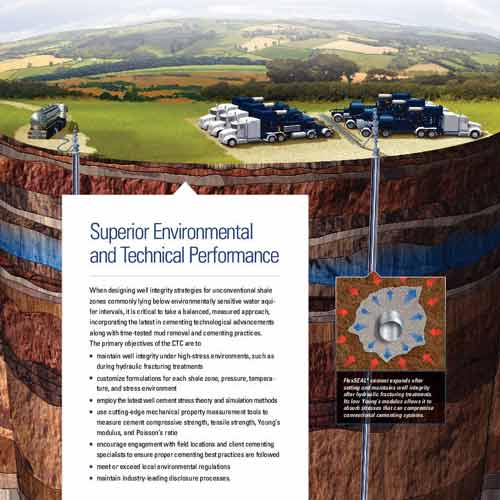 Superior Environmental
and Technical Performance
When designing well integrity strategies for unconventional shale
zones commonly lying below environmentally sensitive water aqui-
fer intervals, it is critical to take a balanced, measured approach,
incorporating the latest in cementing technological advancements
along with time-tested mud removal and cementing practices.
The primary objectives of the CTC are to
• maintain well integrity under high-stress environments, such as
during hydraulic fracturing treatments
• customize formulations for each shale zone, pressure, tempera-
ture, and stress environment
• employ the latest well cement stress theory and simulation methods
• use cutting-edge mechanical property measurement tools to
measure cement compressive strength, tensile strength, Young's
modulus, and Poisson's ratio
• encourage engagement with field locations and client cementing
specialists to ensure proper cementing best practices are followed
• meet or exceed local environmental regulations
• maintain industry-leading disclosure processes.
FlexSEAL® cement expands after
setting and maintains well integrity
after hydraulic fracturing treatments.
Its low Young's modulus allows it to
absorb stresses that can compromise
conventional cementing systems.